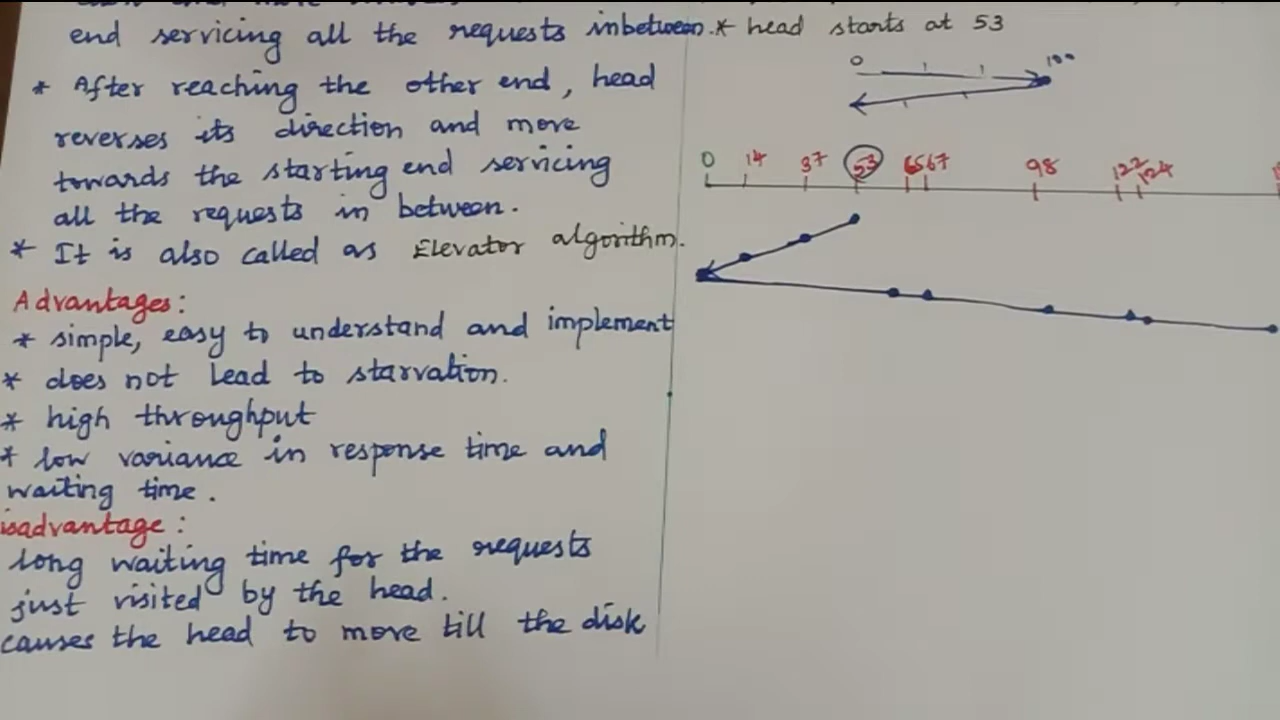 end servicing all the requests inbetween.
* After reaching the other end, head
reverses its direction and move
towards the starting end servicing
all the requests in between.
* It is also called as Elevator algorithm.
Advantages:
* simple, easy to understand and implement
* does not Lead to starvation.
* high throughput
* low variance in response time and
waiting time.
isadvantage:
long waiting time for the requests
just visited by the head.
causes the head to move till the disk
* head starts at 53
0 100
0 14 37 53 65 67 98 122 124